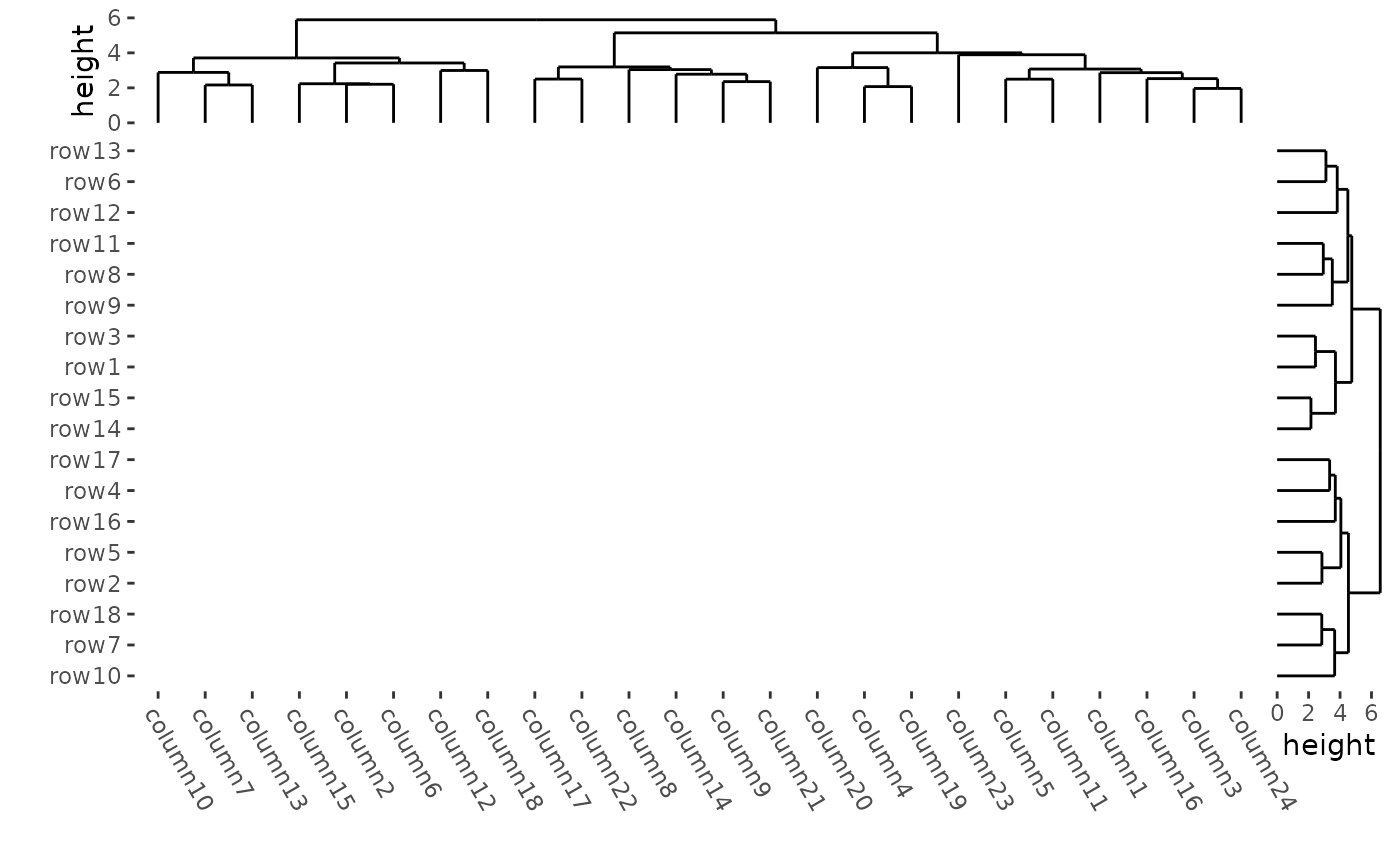 height
6
4
2
0
row13
row6
row12
row11
row8
row9
row3
row1
row15
row14
row17
row4
row16
row5
row2
row18
row7
row10
column10
column7
column13
column15
column2
column6
column12
column18
column17
column22
column8
column14
column9
column21
column20
column4
column19
column23
column5
column11
column1
column16
column3
column24
0 2 4 6
height